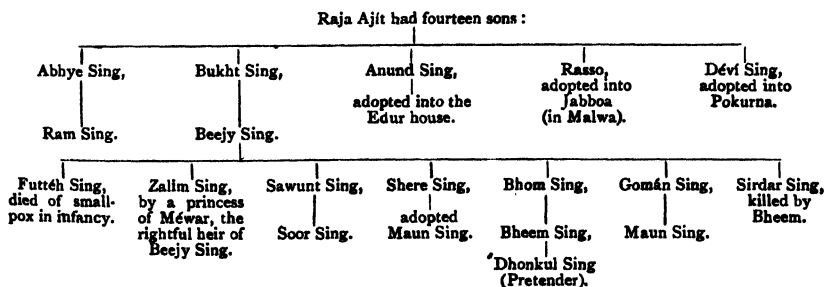 Raja Ajít had fourteen sons :
Abhye Sing,
Ram Sing.
Bukht Sing,
Beejy Sing.
Anund Sing,
adopted into the
Edur house.
Rasso,
adopted into
Jabboa
(in Malwa).
Déví Sing,
adopted into
Pokurna.
Futtéh Sing,
died of small-
pox in infancy.
Zalim Sing,
by a princess
of Méwar, the
rightful heir of
Beejy Sing.
Sawunt Sing,
Soor Sing.
Shere Sing,
adopted
Maun Sing.
Bhom Sing,
Bheem Sing,
Dhonkul Sing
(Pretender).
Gomán Sing,
Maun Sing.
Sirdar Sing,
killed by
Bheem.